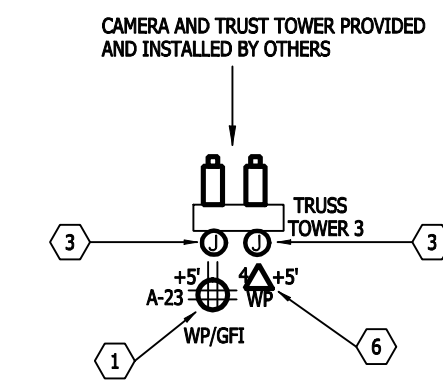 CAMERA AND TRUST TOWER PROVIDED
AND INSTALLED BY OTHERS
TRUSS
TOWER 3
3
J
J
3
+5'
4
+5'
A-23
WP
WP/GFI
1
6